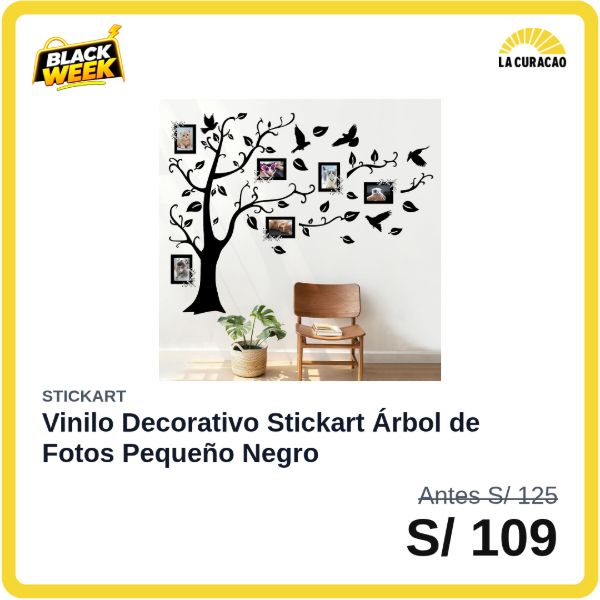 BLACK
WEEK
LA CURACAO
STICKART
Vinilo Decorativo Stickart Árbol de
Fotos Pequeño Negro
Antes S/ 125
S/ 109